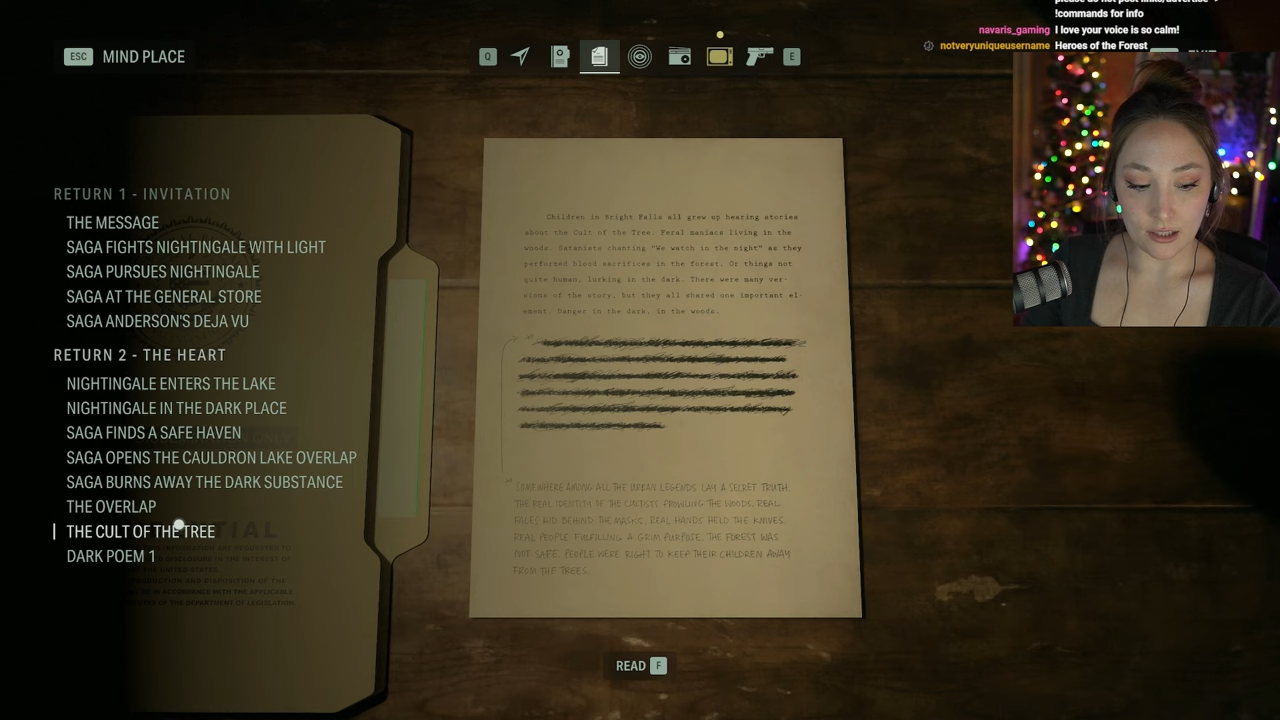 please do not post links/advertise
!commands for info
navaris_gaming I love your voice is so calm!
notveryuniqueusername Heroes of the Forest
ESC MIND PLACE
Q
E
RETURN 1 - INVITATION
THE MESSAGE
SAGA FIGHTS NIGHTINGALE WITH LIGHT
SAGA PURSUES NIGHTINGALE
SAGA AT THE GENERAL STORE
SAGA ANDERSON'S DEJA VU
RETURN 2 - THE HEART
NIGHTINGALE ENTERS THE LAKE
NIGHTINGALE IN THE DARK PLACE
SAGA FINDS A SAFE HAVEN
SAGA OPENS THE CAULDRON LAKE OVERLAP
SAGA BURNS AWAY THE DARK SUBSTANCE
THE OVERLAP
THE CULT OF THE TREE
DARK POEM 1
Children in Bright Falls all grew up hearing stories
about the Cult of the Tree. Feral maniacs living in the
woods. Satanists chanting "We watch in the night" as they
performed blood sacrifices in the forest. Or things not
quite human, lurking in the dark. There were many ver-
sions of the story, but they all shared one important el-
ement. Danger in the dark, in the woods.
SOMEWHERE AMONG ALL THE URBAN LEGENDS LAY A SECRET TRUTH.
THE REAL IDENTITY OF THE CULTISTS PROWLING THE WOODS. REAL
FACES HID BEHIND THE MASKS. REAL HANDS HELD THE KNIVES.
REAL PEOPLE FULFILLING A GRIM PURPOSE. THE FOREST WAS
NOT SAFE. PEOPLE WERE RIGHT TO KEEP THEIR CHILDREN AWAY
FROM THE TREES.
READ F